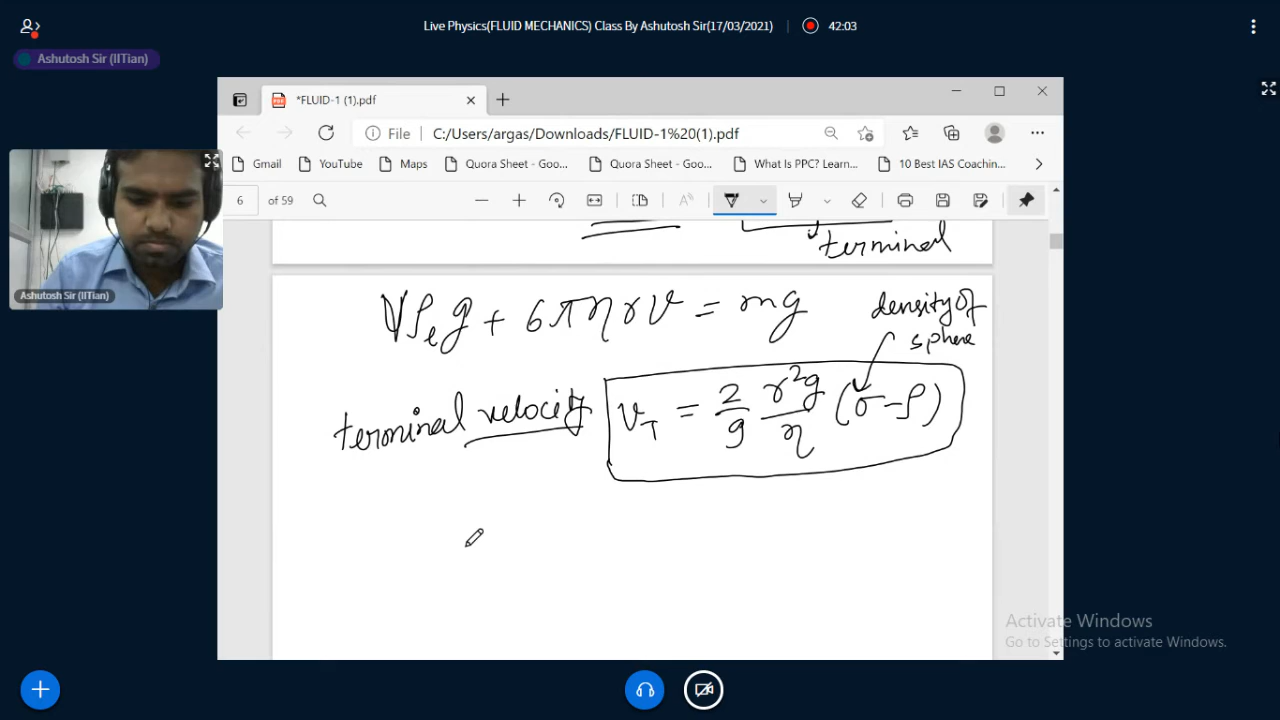 Live Physics(FLUID MECHANICS) Class By Ashutosh Sir(17/03/2021)
42:03
Ashutosh Sir (IITian)
*FLUID-1 (1).pdf
File
C:/Users/argas/Downloads/FLUID-1%20(1).pdf
Gmail
YouTube
Maps
Quora Sheet - Goo...
Quora Sheet - Goo...
What Is PPC? Learn...
10 Best IAS Coachin...
6 of 59
terminal
Vρₗg + 6πηrv = mg
density of
sphere
terminal velocity v_T = 2/9 r²g/η (σ-ρ)
Ashutosh Sir (IITian)
Activate Windows
Go to Settings to activate Windows.